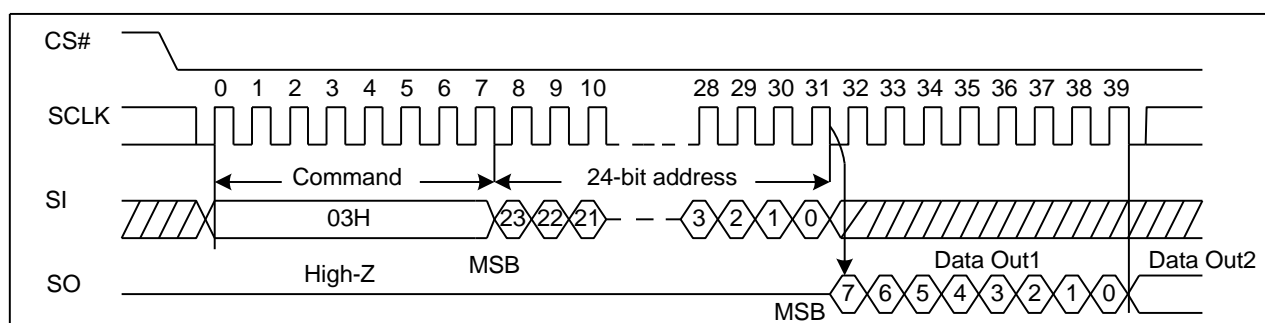 CS#
0 1 2 3 4 5 6 7 8 9 10 28 29 30 31 32 33 34 35 36 37 38 39
SCLK
Command 24-bit address
SI
03H 23 22 21 3 2 1 0
High-Z MSB Data Out1 Data Out2
SO
MSB 7 6 5 4 3 2 1 0